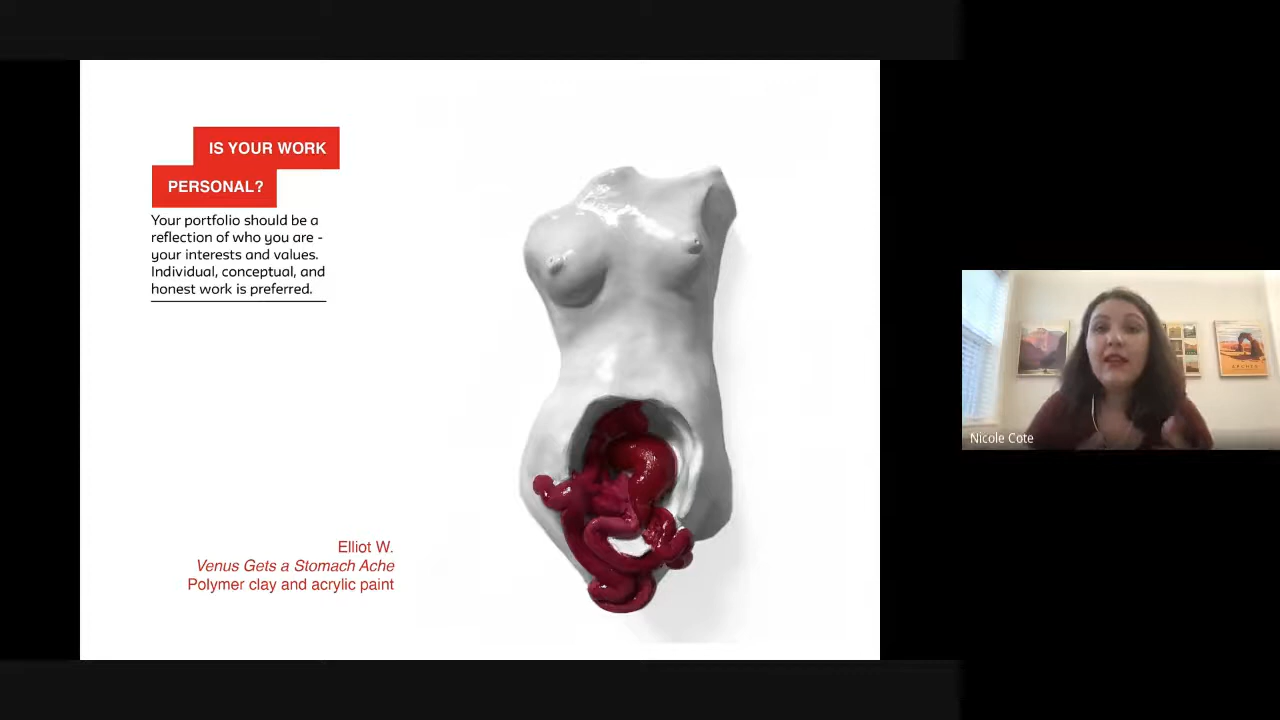 IS YOUR WORK
PERSONAL?
Your portfolio should be a
reflection of who you are -
your interests and values.
Individual, conceptual, and
honest work is preferred.
Elliot W.
Venus Gets a Stomach Ache
Polymer clay and acrylic paint
ARCHES
Nicole Cote